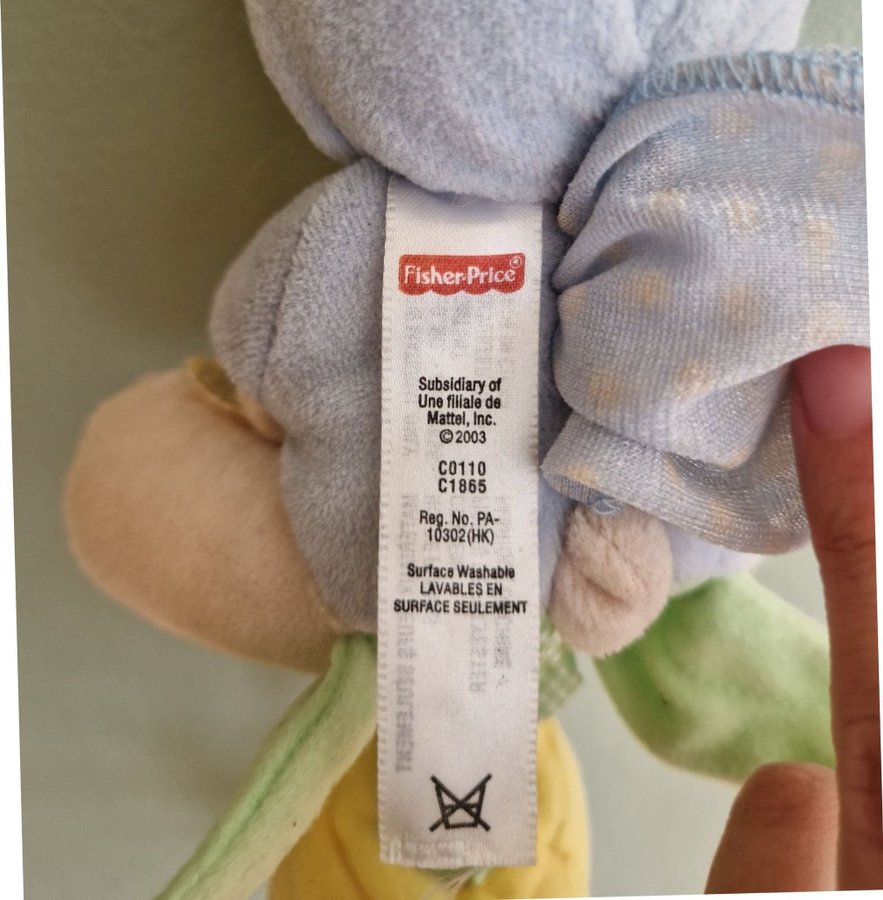 Fisher-Price®
Subsidiary of
Une filiale de
Mattel, Inc.
©2003
C0110
C1865
Reg. No. PA-
10302(HK)
Surface Washable
LAVABLES EN
SURFACE SEULEMENT